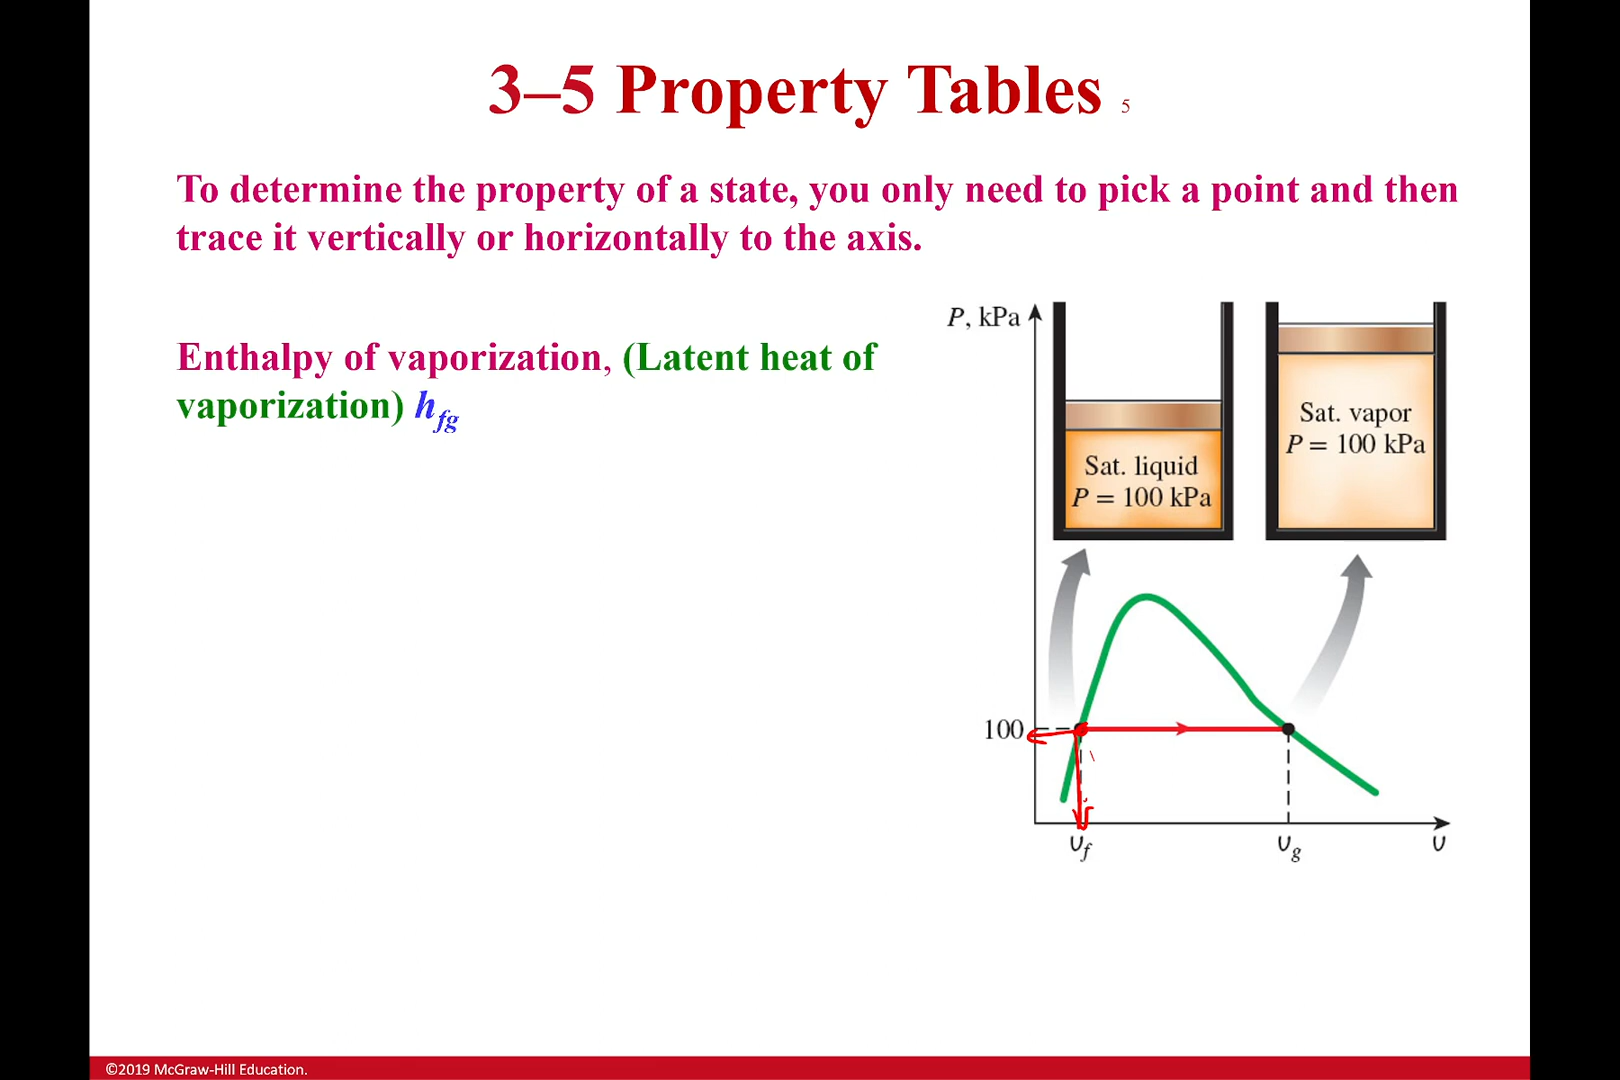 3–5 Property Tables 5
To determine the property of a state, you only need to pick a point and then
trace it vertically or horizontally to the axis.
Enthalpy of vaporization, (Latent heat of
vaporization) hfg
P, kPa
Sat. liquid
P = 100 kPa
Sat. vapor
P = 100 kPa
100
υf
υg
υ
©2019 McGraw-Hill Education.